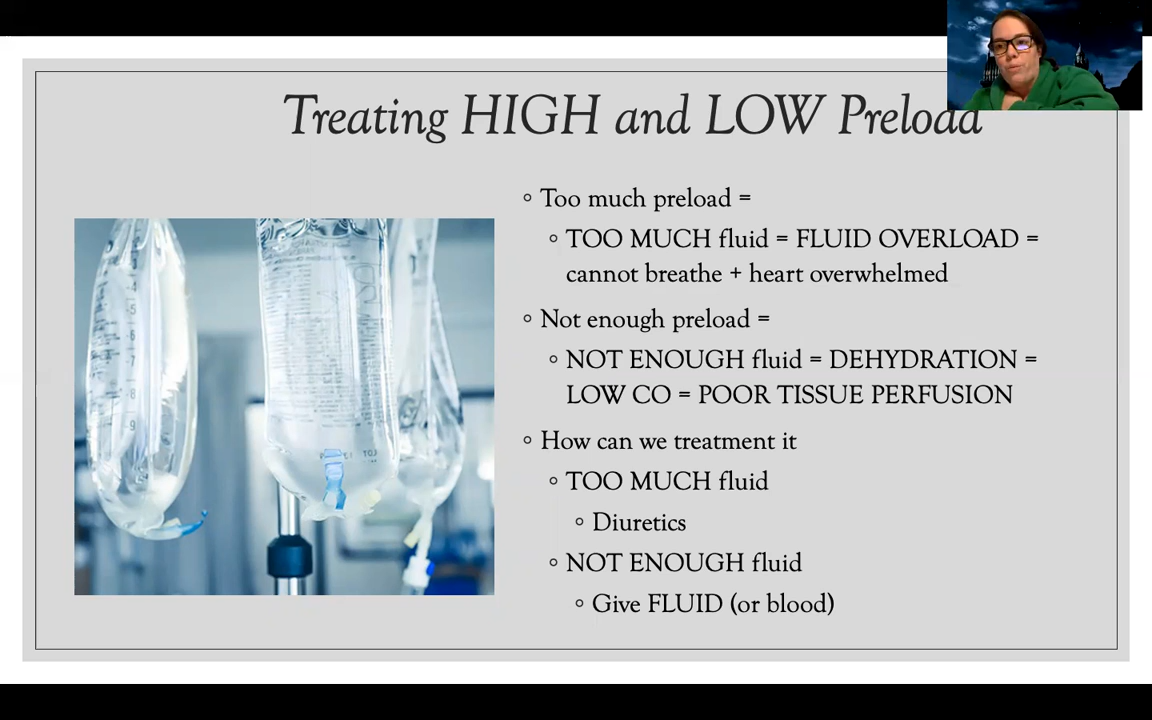 Treating HIGH and LOW Preload
Too much preload =
TOO MUCH fluid = FLUID OVERLOAD =
cannot breathe + heart overwhelmed
Not enough preload =
NOT ENOUGH fluid = DEHYDRATION =
LOW CO = POOR TISSUE PERFUSION
How can we treatment it
TOO MUCH fluid
Diuretics
NOT ENOUGH fluid
Give FLUID (or blood)